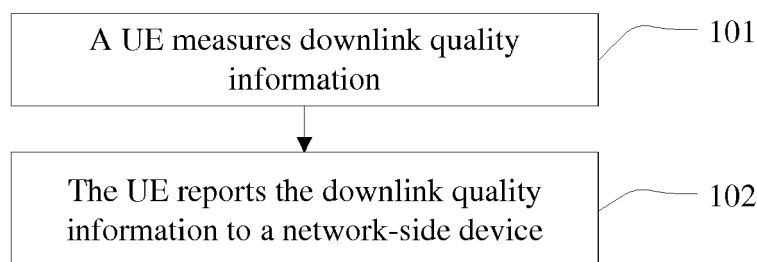 A UE measures downlink quality
information
101
The UE reports the downlink quality
information to a network-side device
102